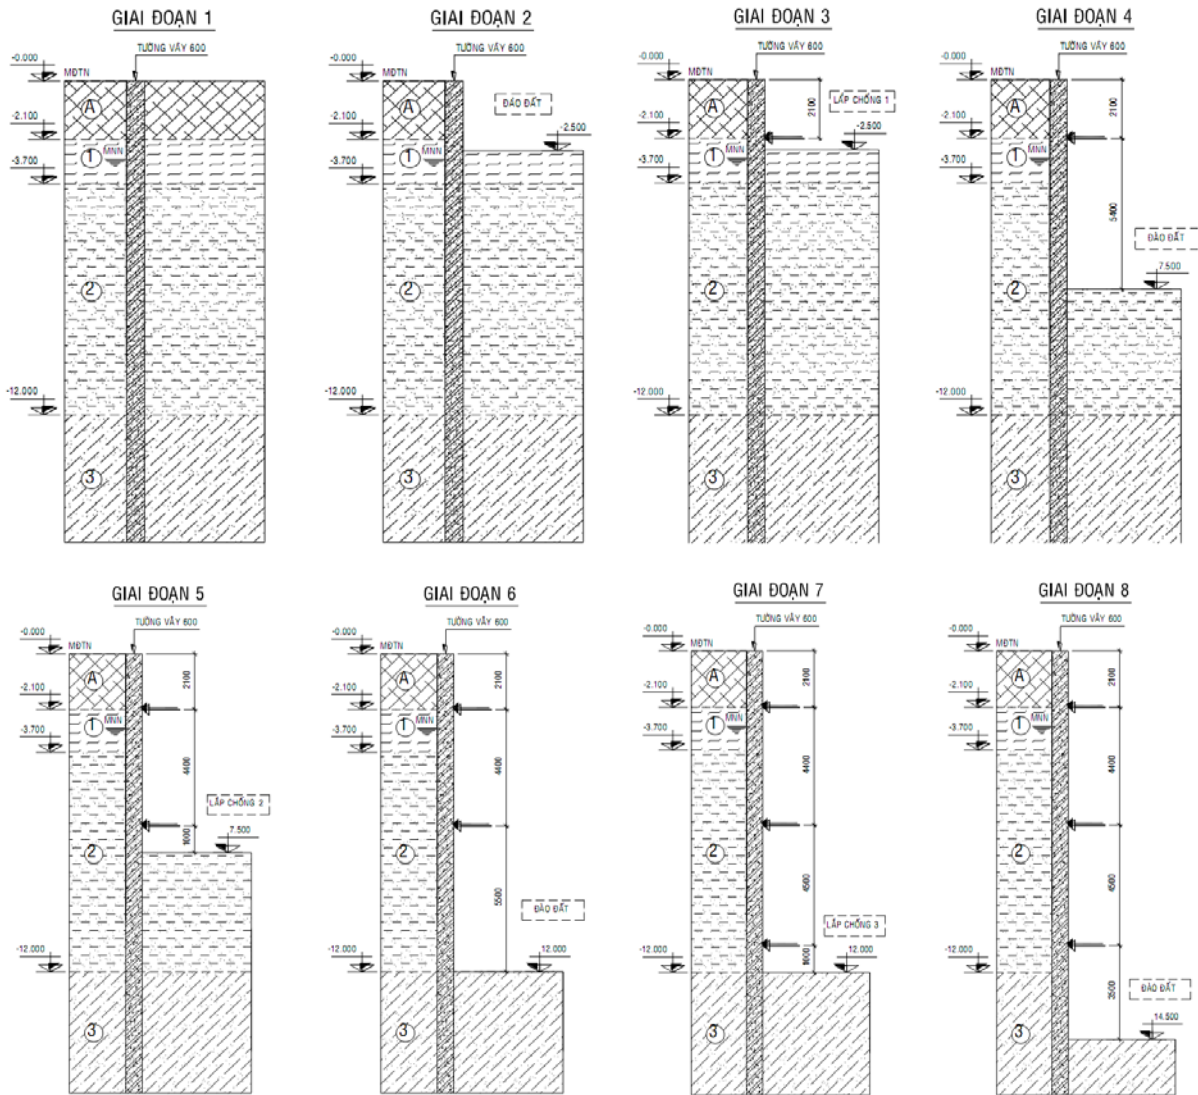 GIAI ĐOẠN 1
TƯỜNG VÂY 600
-0.000
MĐTN
A
-2.100
1
MNN
-3.700
2
-12.000
3
GIAI ĐOẠN 2
TƯỜNG VÂY 600
-0.000
MĐTN
ĐÀO ĐẤT
A
-2.100
-2.500
1
MNN
-3.700
2
-12.000
3
GIAI ĐOẠN 3
TƯỜNG VÂY 600
-0.000
MĐTN
LẮP CHỐNG 1
A
2100
-2.100
-2.500
1
MNN
-3.700
2
-12.000
3
GIAI ĐOẠN 4
TƯỜNG VÂY 600
-0.000
MĐTN
A
2100
-2.100
1
MNN
-3.700
5400
ĐÀO ĐẤT
7.500
2
-12.000
3
GIAI ĐOẠN 5
TƯỜNG VÂY 600
-0.000
MĐTN
A
2100
-2.100
1
MNN
-3.700
4400
LẮP CHỐNG 2
1000
7.500
2
-12.000
3
GIAI ĐOẠN 6
TƯỜNG VÂY 600
-0.000
MĐTN
A
2100
-2.100
1
MNN
-3.700
4400
2
5500
ĐÀO ĐẤT
-12.000
12.000
3
GIAI ĐOẠN 7
TƯỜNG VÂY 600
-0.000
MĐTN
A
2100
-2.100
1
MNN
-3.700
4400
2
4500
LẮP CHỐNG 3
-12.000
1000
12.000
3
GIAI ĐOẠN 8
TƯỜNG VÂY 600
-0.000
MĐTN
A
2100
-2.100
1
MNN
-3.700
4400
2
4500
-12.000
3500
ĐÀO ĐẤT
14.500
3